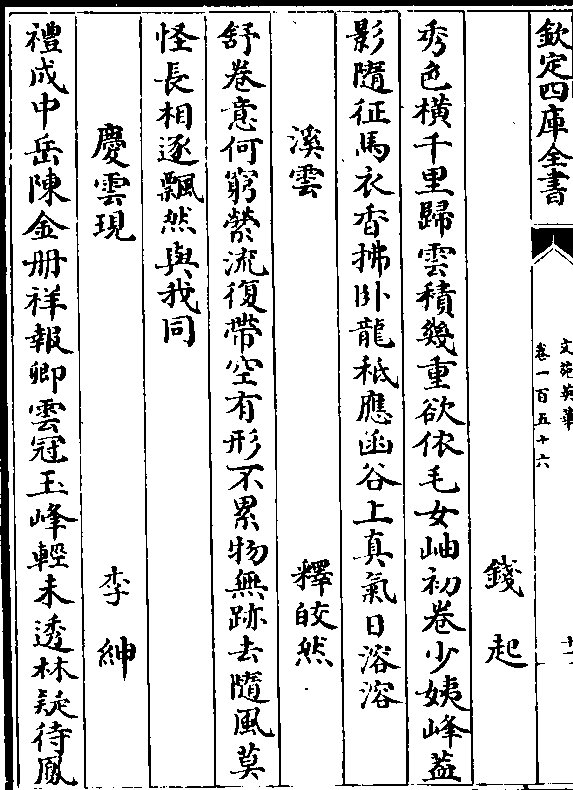 欽定四庫全書
文苑英華
卷一百五十六
十一
錢起
秀色橫千里歸雲積幾重欲依毛女岫初卷少姨峰蓋
影隨征馬衣香拂卧龍秪應函谷上真氣日溶溶
溪雲 釋皎然
舒卷意何窮縈流復帶空有形不累物無跡去隨風莫
怪長相逐飄然與我同
慶雲現 李紳
禮成中岳陳金册祥報卿雲冠玉峰輕未透林疑待鳳